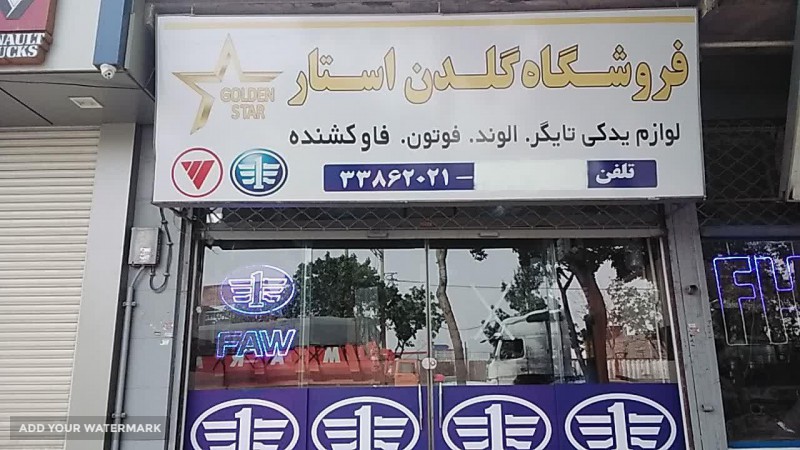 NAULT
UCKS
فروشگاه گلدن استار
GOLDEN
STAR
لوازم یدکی تایگر. الوند. فوتون. فاو کشنده
تلفن
۳۳۸۶۲۰۲۱ -
FAW
FH
ADD YOUR WATERMARK